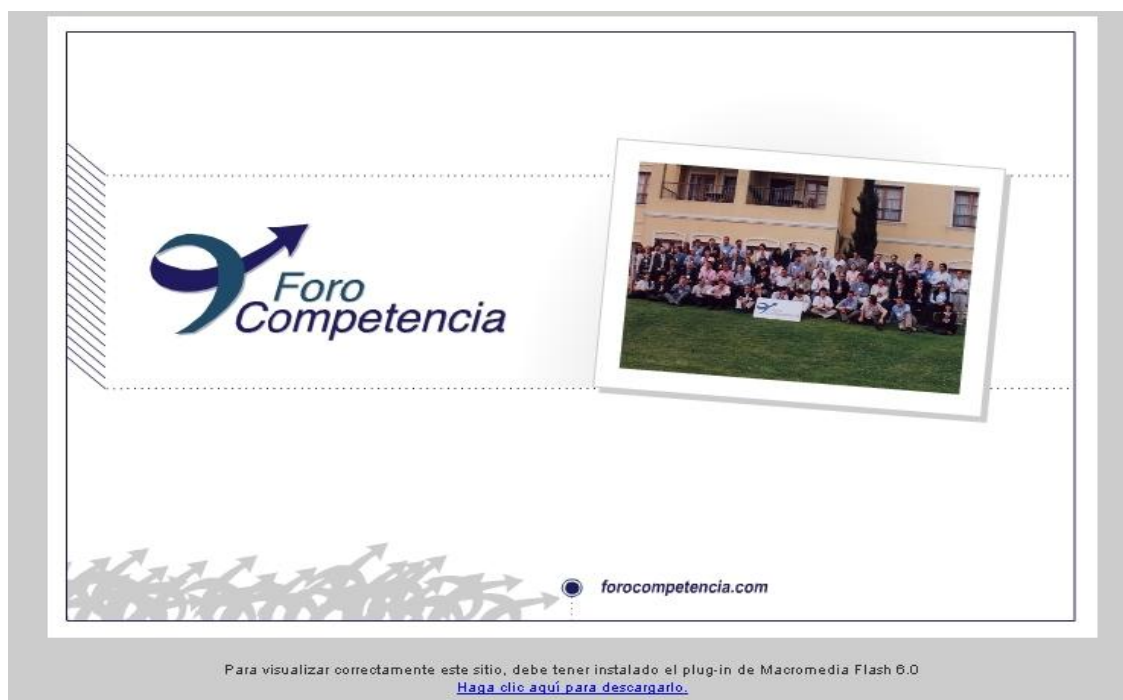 Foro
Competencia
forocompetencia.com
Para visualizar correctamente este sitio, debe tener instalado el plug-in de Macromedia Flash 6.0
Haga clic aquí para descargarlo.